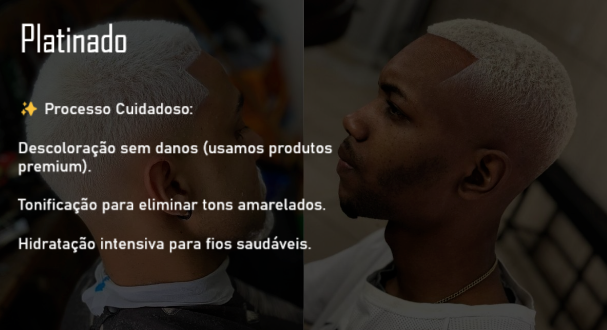 Platinado
✨ Processo Cuidadoso:
Descoloração sem danos (usamos produtos
premium).
Tonificação para eliminar tons amarelados.
Hidratação intensiva para fios saudáveis.